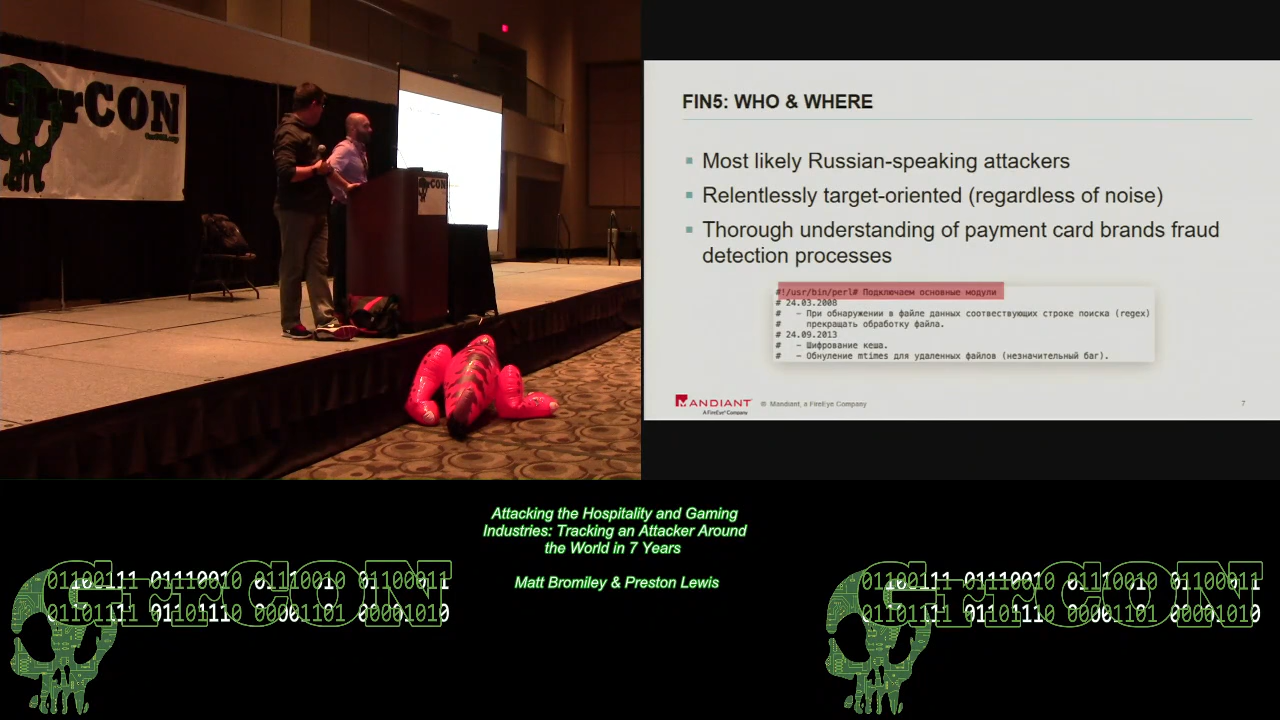 GrrCON
CON
FIN5: WHO & WHERE
Most likely Russian-speaking attackers
Relentlessly target-oriented (regardless of noise)
Thorough understanding of payment card brands fraud
detection processes
#!/usr/bin/perl# Подключаем основные модули
# 24.03.2008
# - При обнаружении в файле данных соотвествующих строке поиска (regex)
# прекращать обработку файла.
# 24.09.2013
# - Шифрование кеша.
# - Обнуление mtimes для удаленных файлов (незначительный баг).
MANDIANT
A FireEye® Company
© Mandiant, a FireEye Company
7
Attacking the Hospitality and Gaming
Industries: Tracking an Attacker Around
the World in 7 Years
Matt Bromiley & Preston Lewis
GrrCON
01100111 01110010 01110010 01100011
01101111 01101110 00001101 00001010
GrrCON
01100111 01110010 01110010 01100011
01101111 01101110 00001101 00001010